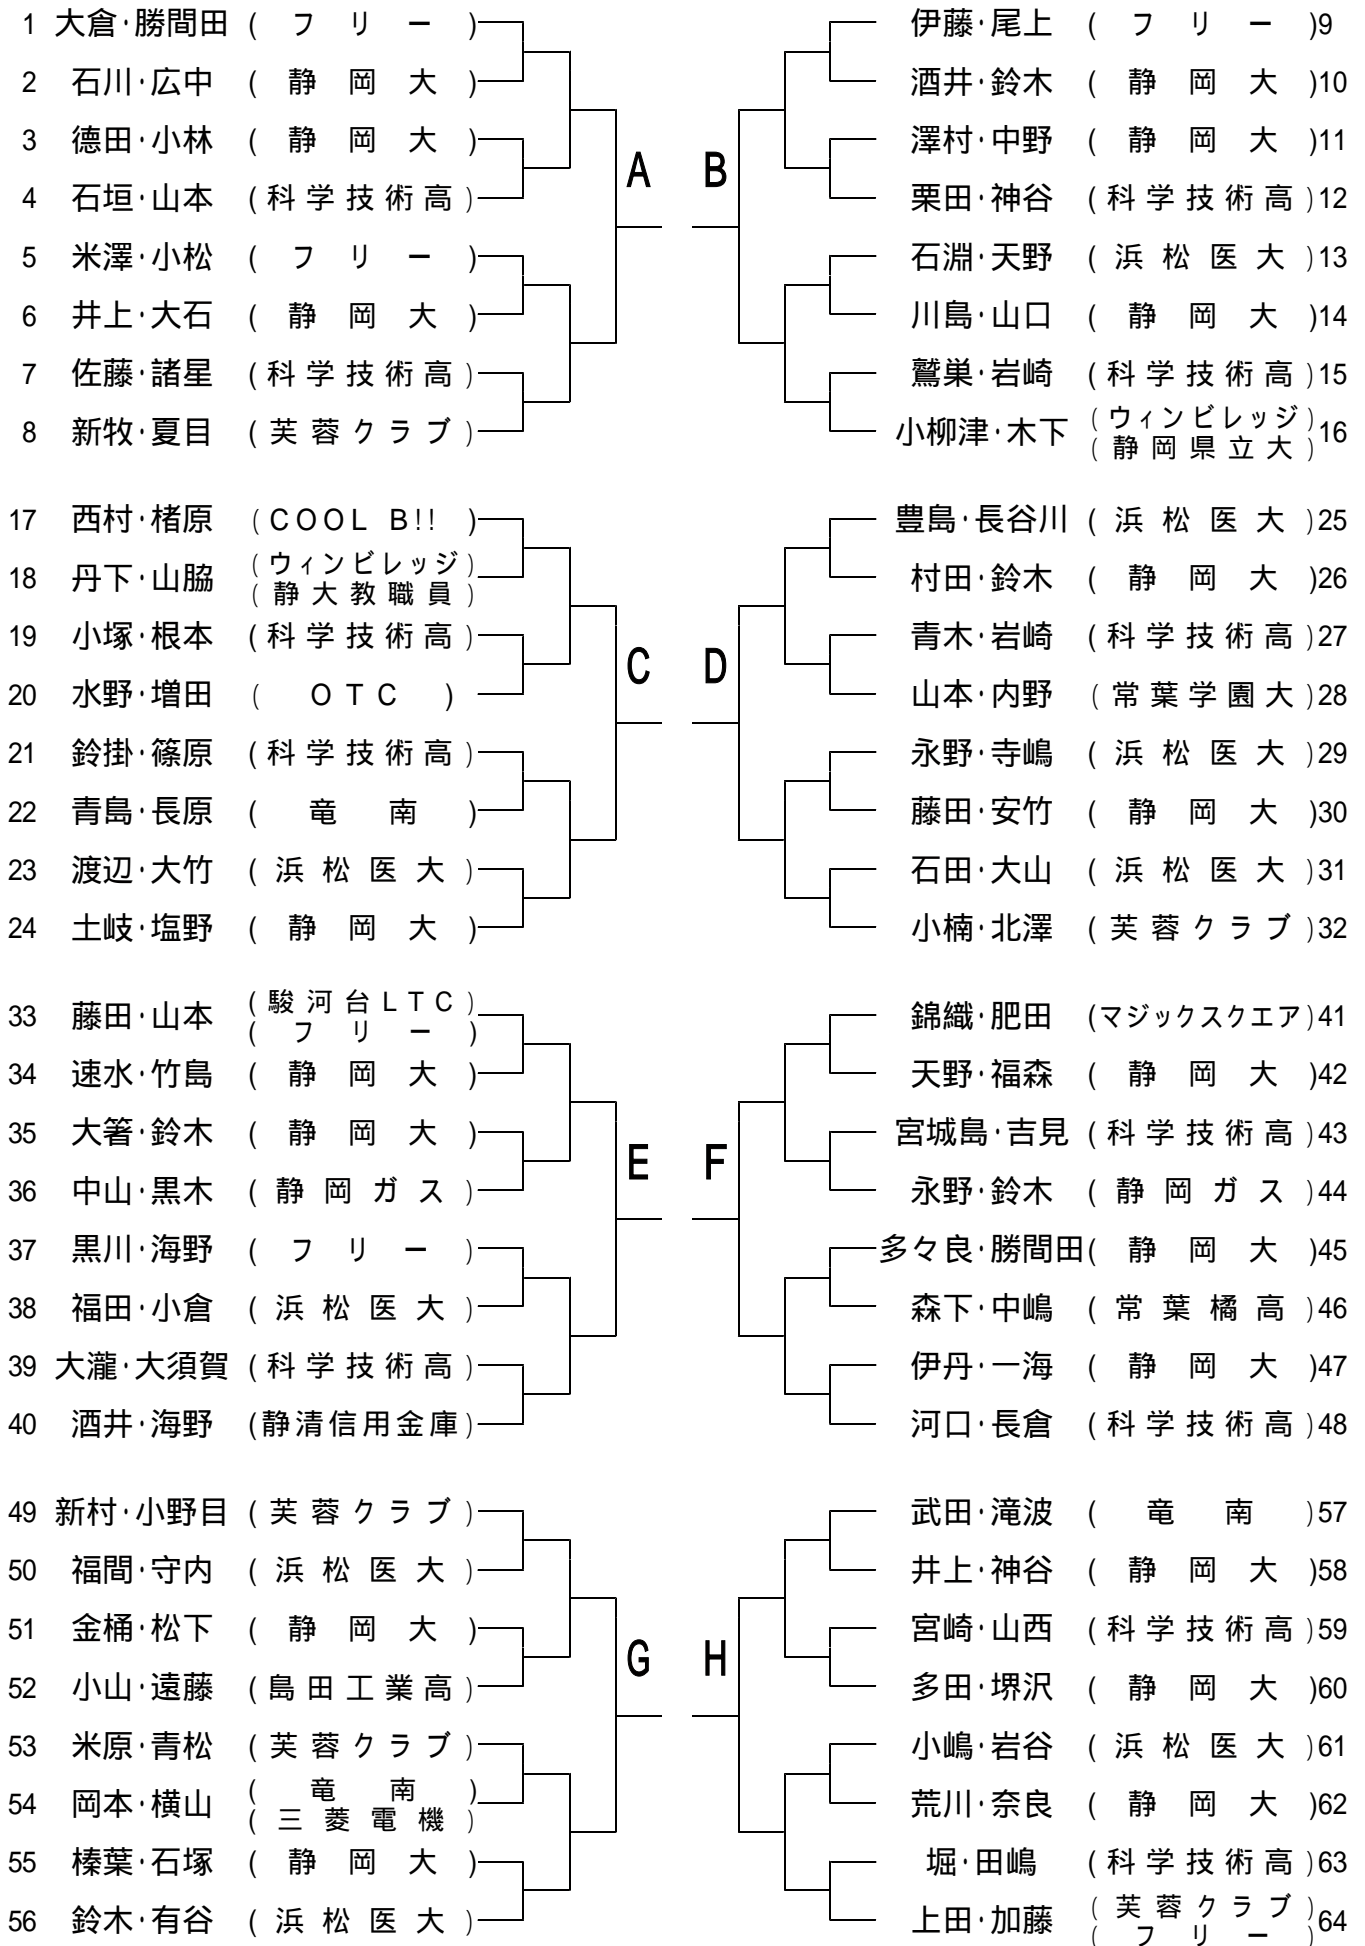 1 大倉・勝間田 (フリー)
2 石川・広中 (静岡大)
3 德田・小林 (静岡大)
4 石垣・山本 (科学技術高)
5 米澤・小松 (フリー)
6 井上・大石 (静岡大)
7 佐藤・諸星 (科学技術高)
8 新牧・夏目 (芙蓉クラブ)
A
B
伊藤・尾上 (フリー)9
酒井・鈴木 (静岡大)10
澤村・中野 (静岡大)11
栗田・神谷 (科学技術高)12
石淵・天野 (浜松医大)13
川島・山口 (静岡大)14
鷲巣・岩崎 (科学技術高)15
小柳津・木下 (ウィンビレッジ)(静岡県立大)16
17 西村・楮原 (COOL B!!)
18 丹下・山脇 (ウィンビレッジ)(静大教職員)
19 小塚・根本 (科学技術高)
20 水野・増田 (OTC)
21 鈴掛・篠原 (科学技術高)
22 青島・長原 (竜南)
23 渡辺・大竹 (浜松医大)
24 土岐・塩野 (静岡大)
C
D
豊島・長谷川 (浜松医大)25
村田・鈴木 (静岡大)26
青木・岩崎 (科学技術高)27
山本・内野 (常葉学園大)28
永野・寺嶋 (浜松医大)29
藤田・安竹 (静岡大)30
石田・大山 (浜松医大)31
小楠・北澤 (芙蓉クラブ)32
33 藤田・山本 (駿河台LTC)(フリー)
34 速水・竹島 (静岡大)
35 大箸・鈴木 (静岡大)
36 中山・黒木 (静岡ガス)
37 黒川・海野 (フリー)
38 福田・小倉 (浜松医大)
39 大瀧・大須賀 (科学技術高)
40 酒井・海野 (静清信用金庫)
E
F
錦織・肥田 (マジックスクエア)41
天野・福森 (静岡大)42
宮城島・吉見 (科学技術高)43
永野・鈴木 (静岡ガス)44
多々良・勝間田 (静岡大)45
森下・中嶋 (常葉橘高)46
伊丹・一海 (静岡大)47
河口・長倉 (科学技術高)48
49 新村・小野目 (芙蓉クラブ)
50 福間・守内 (浜松医大)
51 金桶・松下 (静岡大)
52 小山・遠藤 (島田工業高)
53 米原・青松 (芙蓉クラブ)
54 岡本・横山 (竜南)(三菱電機)
55 榛葉・石塚 (静岡大)
56 鈴木・有谷 (浜松医大)
G
H
武田・滝波 (竜南)57
井上・神谷 (静岡大)58
宮崎・山西 (科学技術高)59
多田・堺沢 (静岡大)60
小嶋・岩谷 (浜松医大)61
荒川・奈良 (静岡大)62
堀・田嶋 (科学技術高)63
上田・加藤 (芙蓉クラブ)(フリー)64